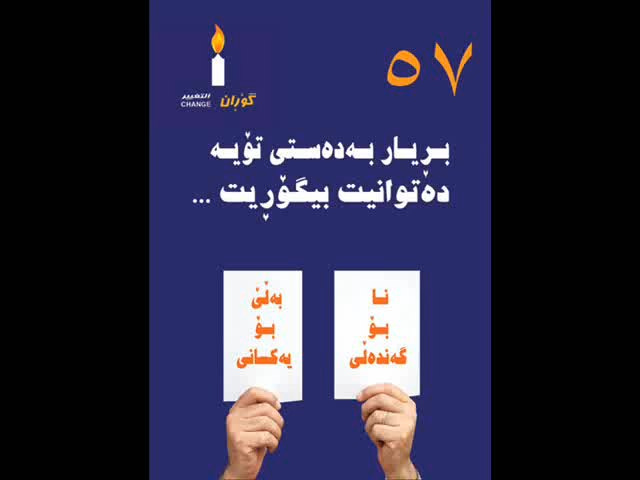 ٥٧
التغيير
CHANGE
گۆڕان
بڕیار بەدەستی تۆیە
دەتوانیت بیگۆڕیت ...
نا
بۆ
گەندەڵی
بەڵێ
بۆ
یەکسانی